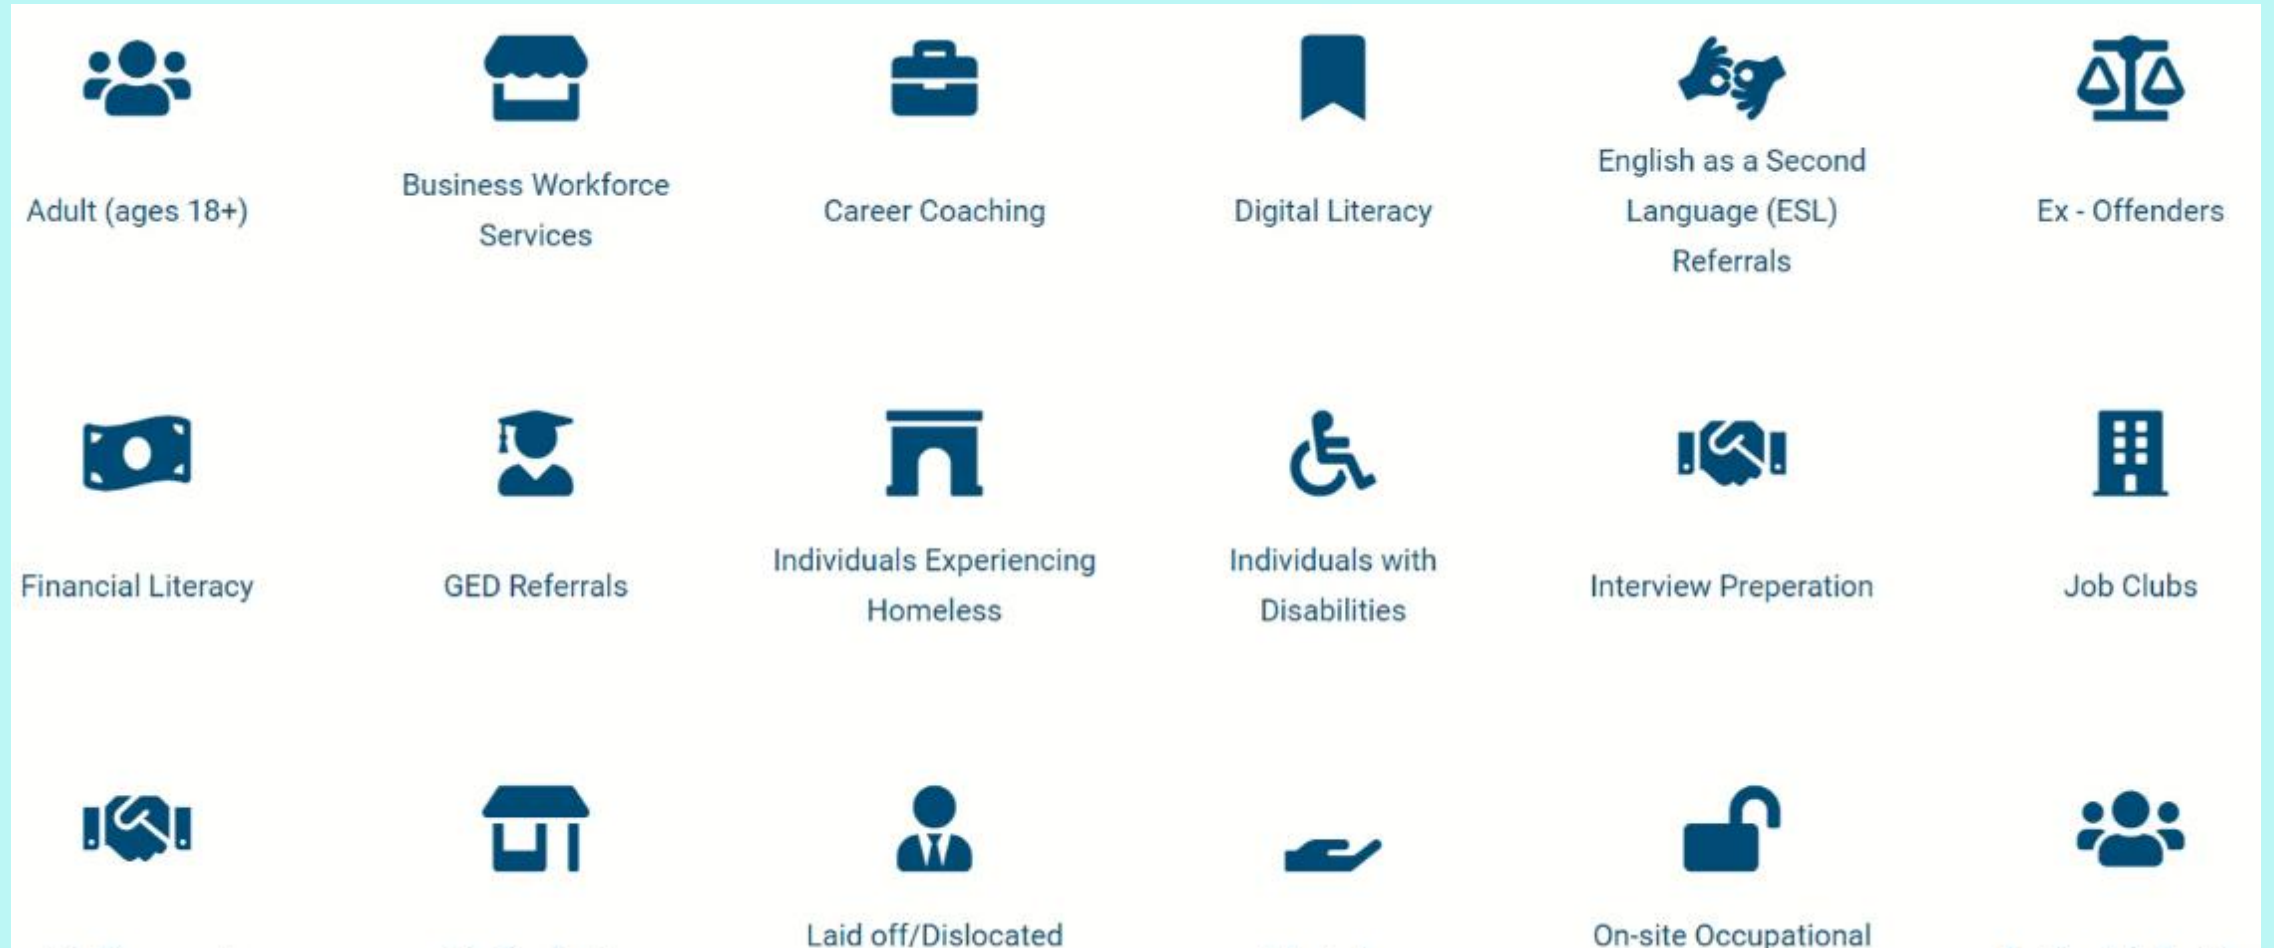 Adult (ages 18+)
Business Workforce
Services
Career Coaching
Digital Literacy
English as a Second
Language (ESL)
Referrals
Ex - Offenders
Financial Literacy
GED Referrals
Individuals Experiencing
Homeless
Individuals with
Disabilities
Interview Preperation
Job Clubs
Laid off/Dislocated
On-site Occupational